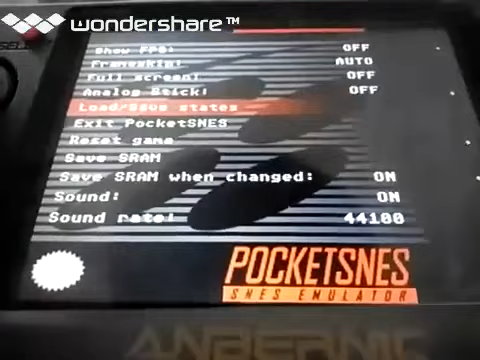 wondershare™
SELE
Show FPS: OFF
Frameskip: AUTO
Full screen: OFF
Analog Stick: OFF
Load/Save states
Exit PocketSNES
Reset game
Save SRAM
Save SRAM when changed: ON
Sound: ON
Sound rate: 44100
POCKETSNES
SNES EMULATOR
ANBERNIC